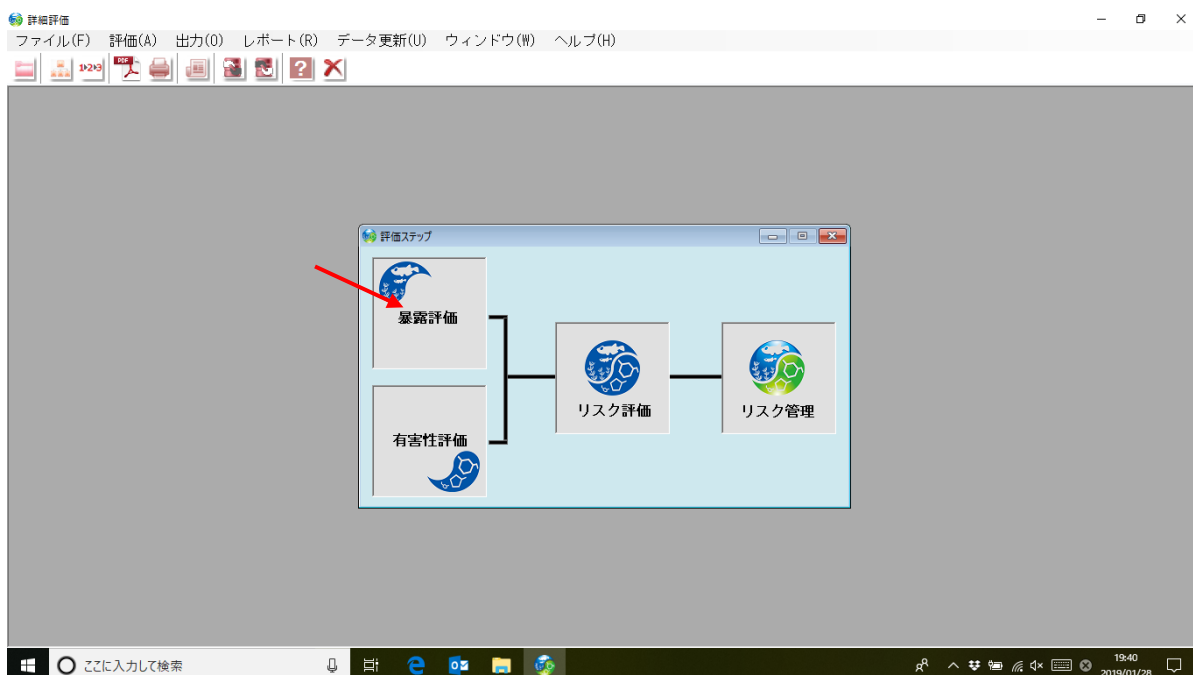 詳細評価
ファイル(F) 評価(A) 出力(O) レポート(R) データ更新(U) ウィンドウ(W) ヘルプ(H)
1▶2▶3
PDF
?
評価ステップ
暴露評価
リスク評価
リスク管理
有害性評価
ここに入力して検索
19:40
2019/01/28